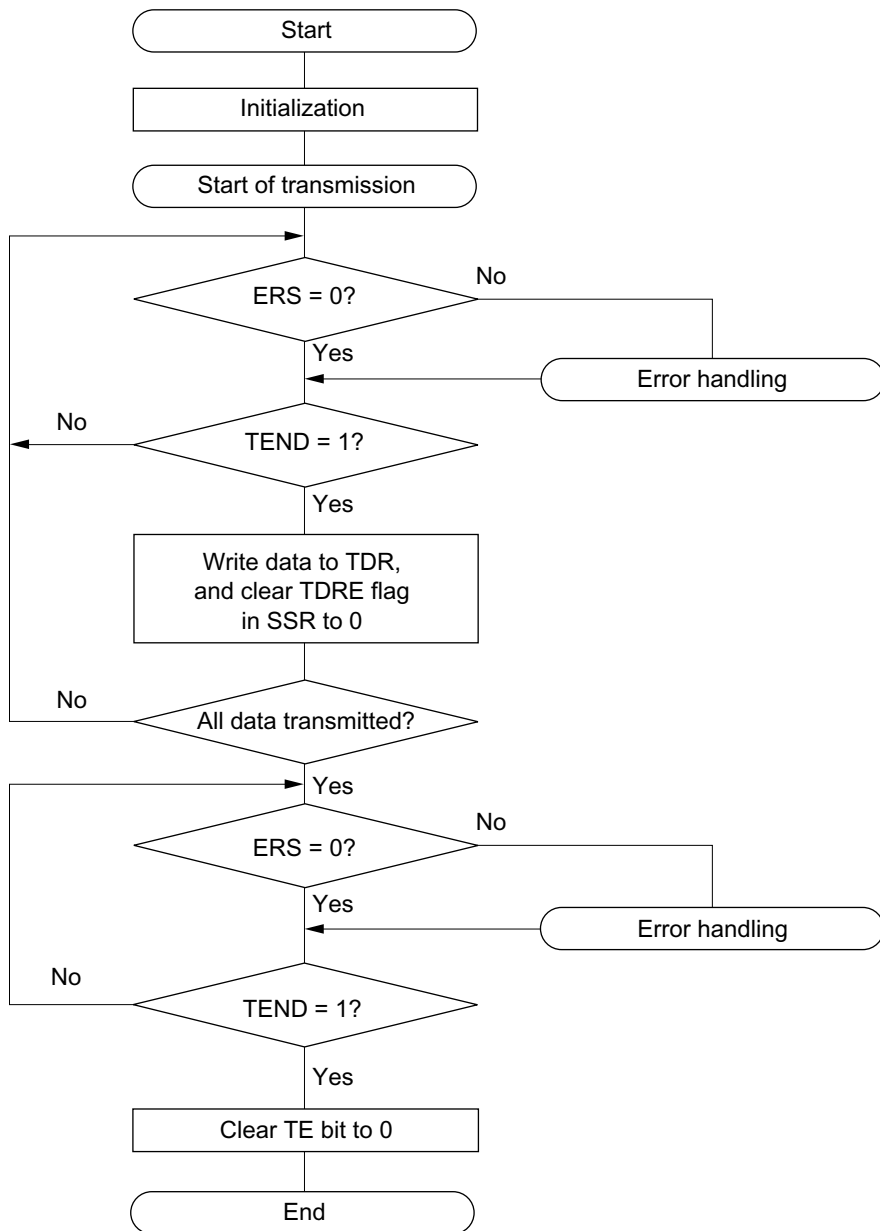 Start
Initialization
Start of transmission
ERS = 0?
No
Yes
Error handling
No
TEND = 1?
Yes
Write data to TDR,
and clear TDRE flag
in SSR to 0
No
All data transmitted?
Yes
ERS = 0?
No
Yes
Error handling
No
TEND = 1?
Yes
Clear TE bit to 0
End